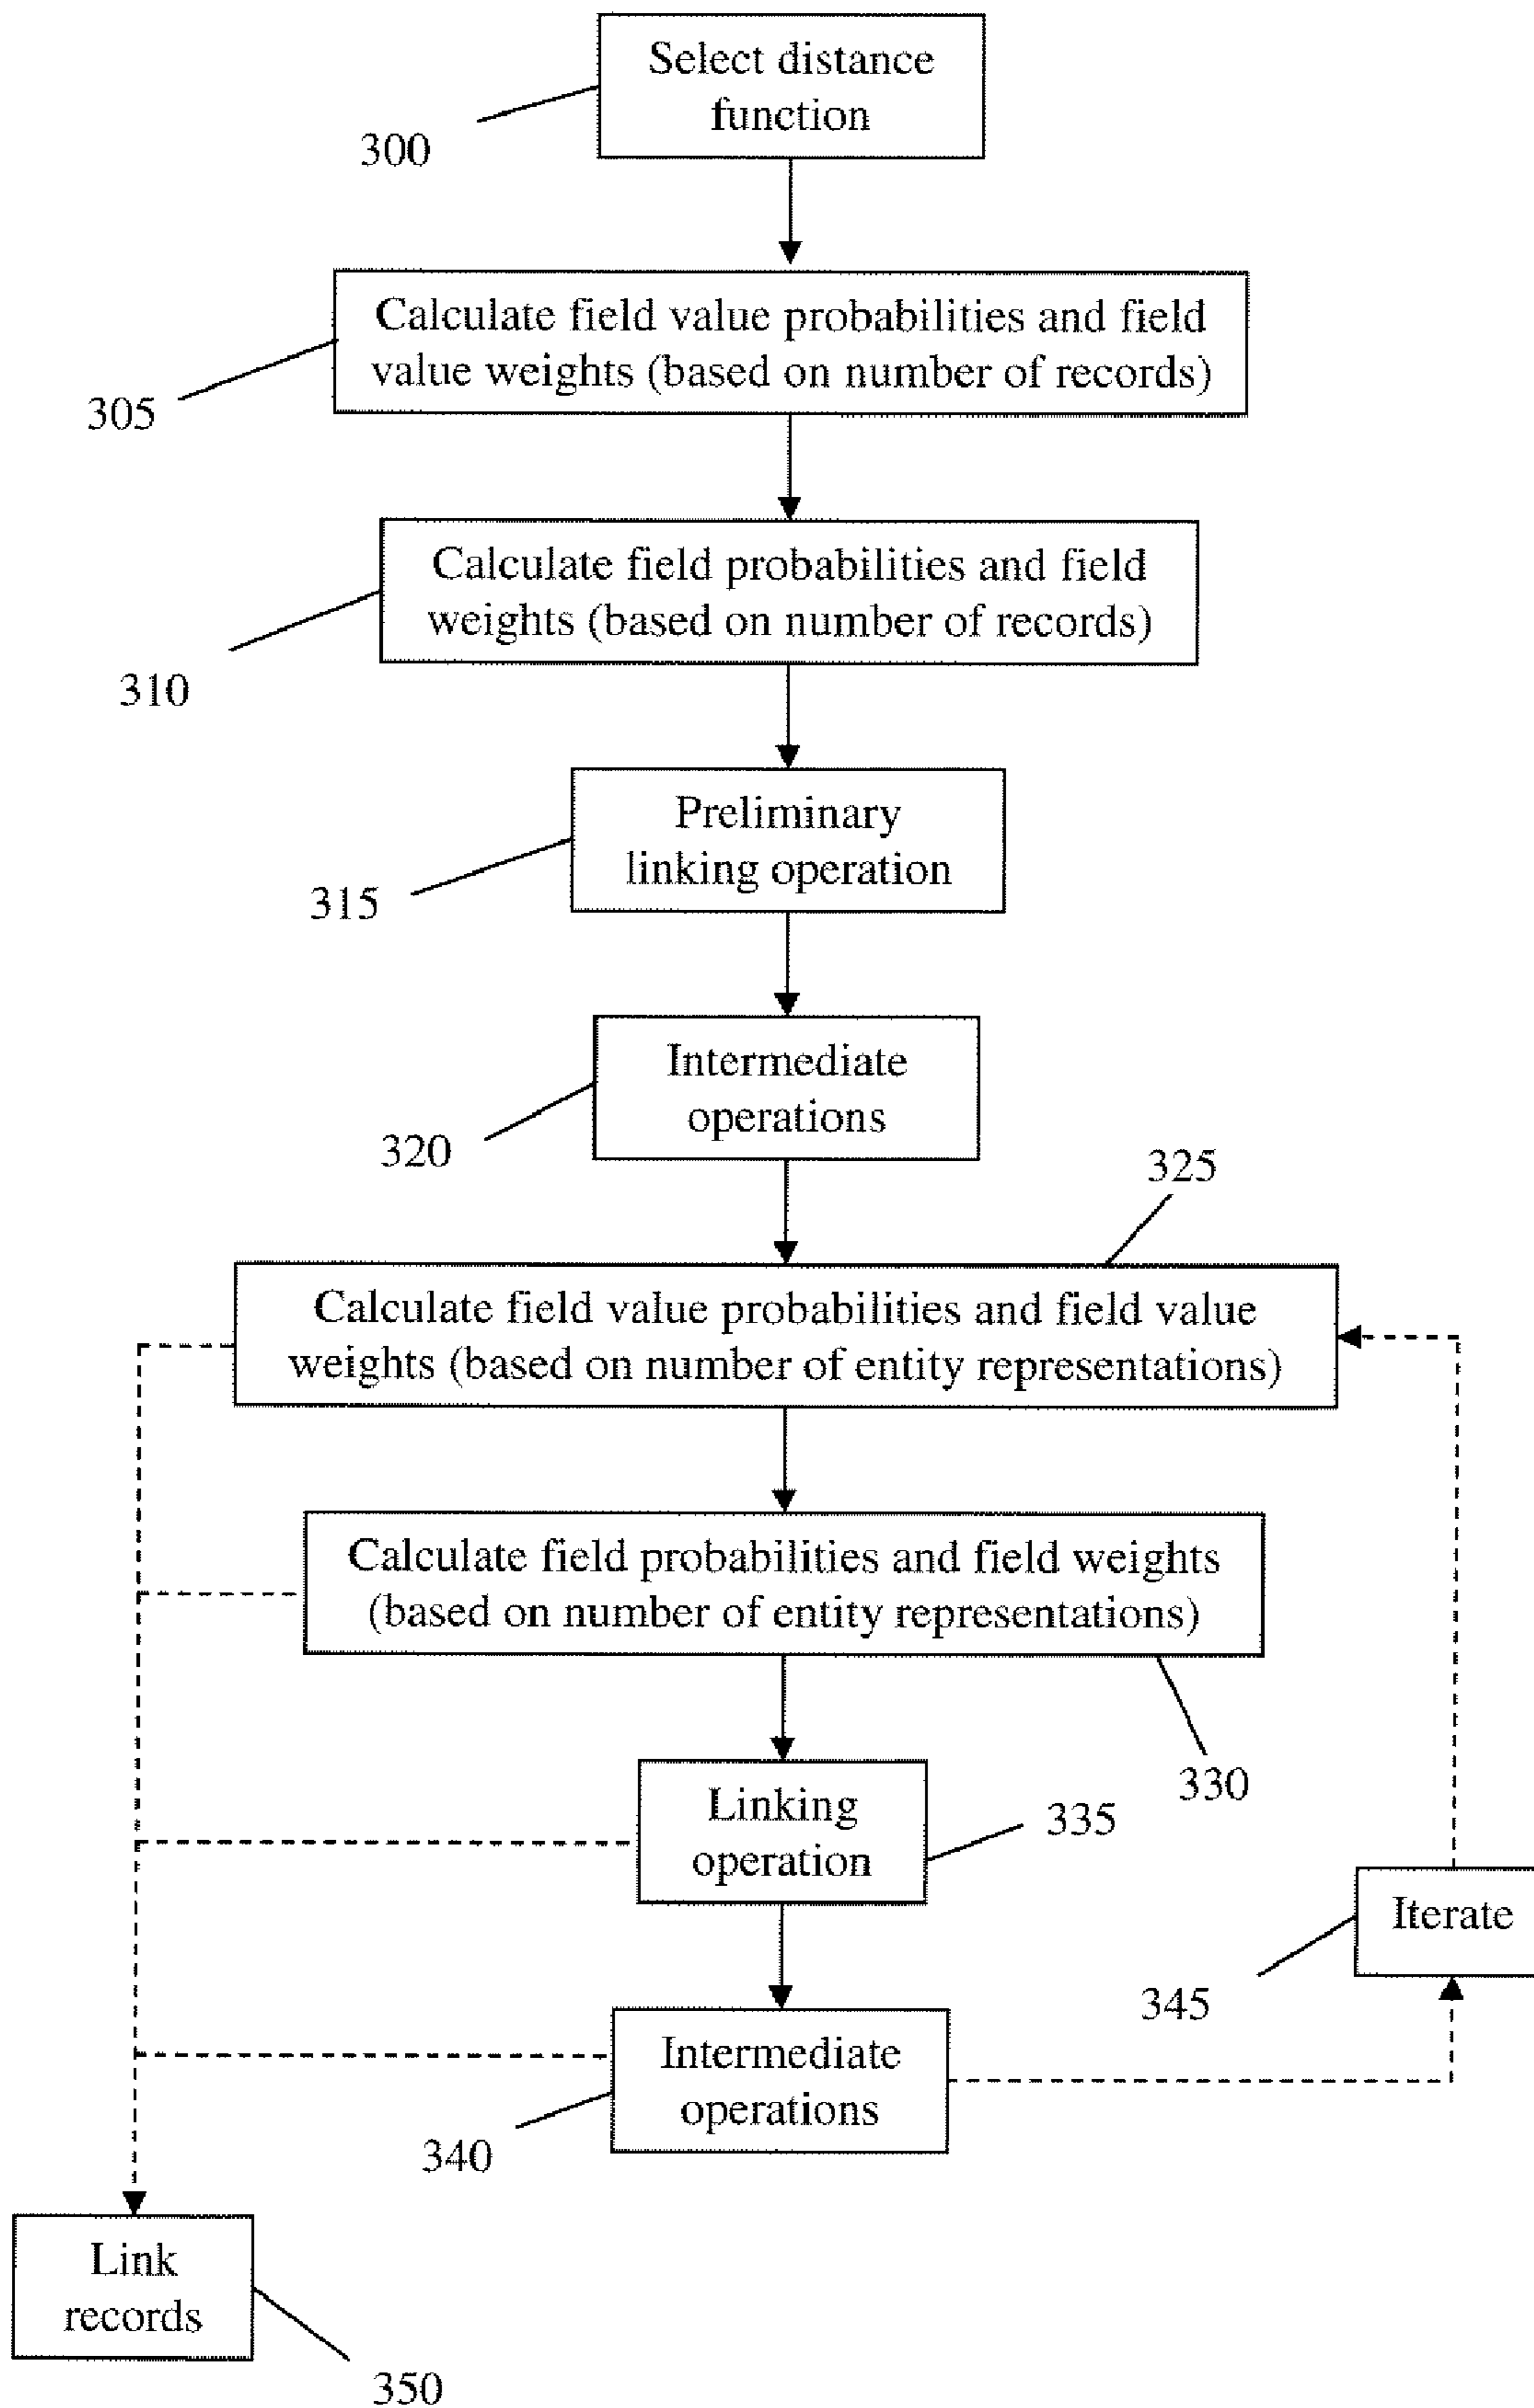 Select distance
function
300
Calculate field value probabilities and field
value weights (based on number of records)
305
Calculate field probabilities and field
weights (based on number of records)
310
Preliminary
linking operation
315
Intermediate
operations
320
325
Calculate field value probabilities and field value
weights (based on number of entity representations)
Calculate field probabilities and field weights
(based on number of entity representations)
330
Linking
operation
335
Iterate
345
Intermediate
operations
340
Link
records
350